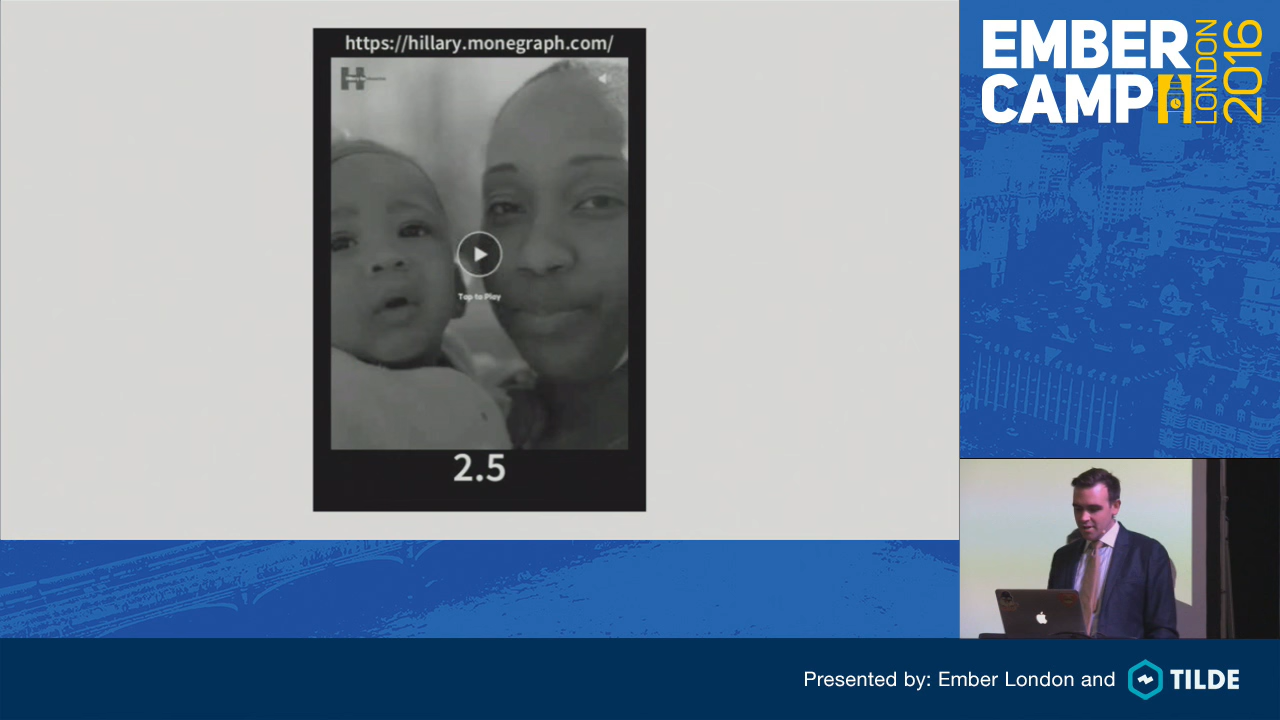 https://hillary.monegraph.com/
Tap to Play
2.5
EMBER
CAMP
LONDON
2016
Presented by: Ember London and
TILDE